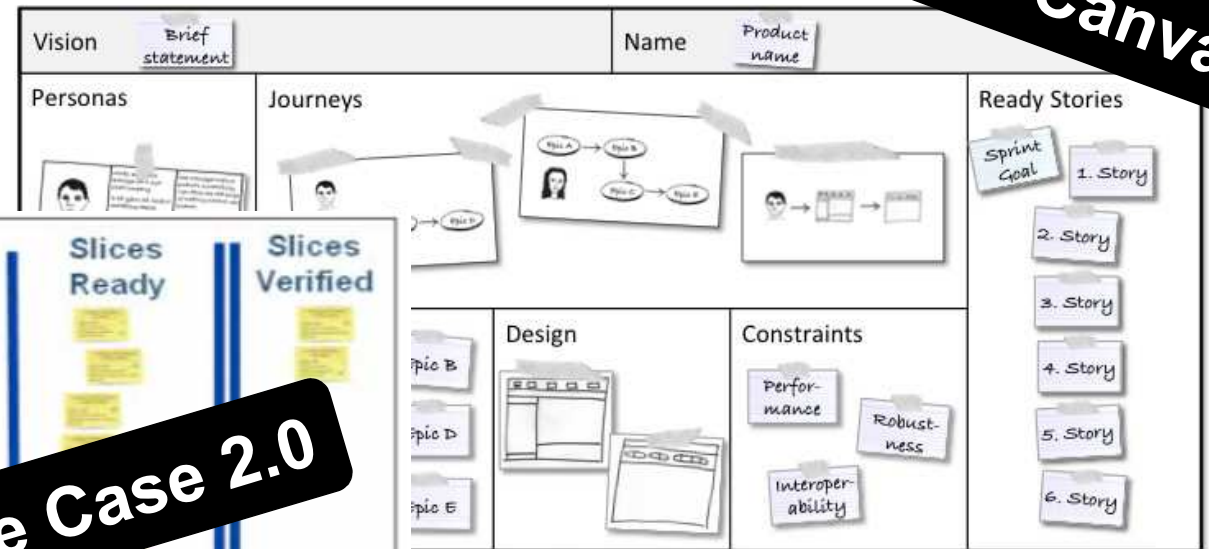 Canva
Vision
Brief
statement
Name
Product
name
Personas
Journeys
Ready Stories
Epic A
Epic B
Epic C
Epic E
Epic D
Sprint
Goal
1. Story
2. Story
3. Story
4. Story
5. Story
6. Story
Slices
Ready
Slices
Verified
e Case 2.0
Epic B
Epic D
Epic E
Design
Constraints
Perfor-
mance
Robust-
ness
Interoper-
ability